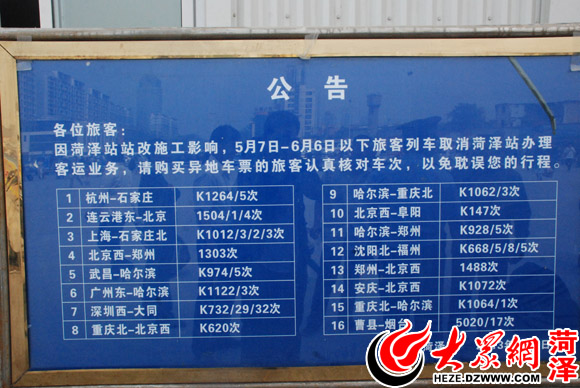 公告
各位旅客：
因菏泽站站改施工影响，5月7日-6月6日以下旅客列车取消菏泽站办理
客运业务，请购买异地车票的旅客认真核对车次，以免耽误您的行程。
1 杭州-石家庄 K1264/5次
2 连云港东-北京 1504/1/4次
3 上海-石家庄北 K1012/3/2/3次
4 北京西-郑州 1303次
5 武昌-哈尔滨 K974/5次
6 广州东-哈尔滨 K1122/3次
7 深圳西-大同 K732/29/32次
8 重庆北-北京西 K620次
9 哈尔滨-重庆北 K1062/3次
10 北京西-阜阳 K147次
11 哈尔滨-郑州 K928/5次
12 沈阳北-福州 K668/5/8/5次
13 郑州-北京西 1488次
14 安庆-北京西 K1072次
15 重庆北-哈尔滨 K1064/1次
16 曹县-烟台 5020/17次
大众網 菏泽
HEZE.DZWWW.COM